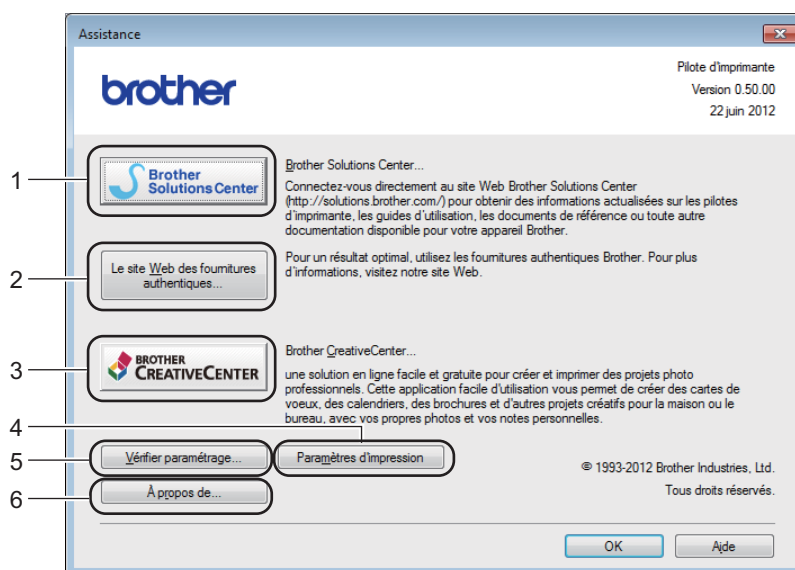 Assistance
brother
Pilote d'imprimante
Version 0.50.00
22 juin 2012
1
Brother
Solutions Center
Brother Solutions Center...
Connectez-vous directement au site Web Brother Solutions Center
(http://solutions.brother.com/) pour obtenir des informations actualisées sur les pilotes
d'imprimante, les guides d'utilisation, les documents de référence ou toute autre
documentation disponible pour votre appareil Brother.
2
Le site Web des fournitures
authentiques...
Pour un résultat optimal, utilisez les fournitures authentiques Brother. Pour plus
d'informations, visitez notre site Web.
3
BROTHER
CREATIVECENTER
Brother CreativeCenter...
une solution en ligne facile et gratuite pour créer et imprimer des projets photo
professionnels. Cette application facile d'utilisation vous permet de créer des cartes de
voeux, des calendriers, des brochures et d'autres projets créatifs pour la maison ou le
bureau, avec vos propres photos et vos notes personnelles.
4
5
Vérifier paramétrage...
Paramètres d'impression
© 1993-2012 Brother Industries, Ltd.
6
À propos de...
Tous droits réservés.
OK
Aide